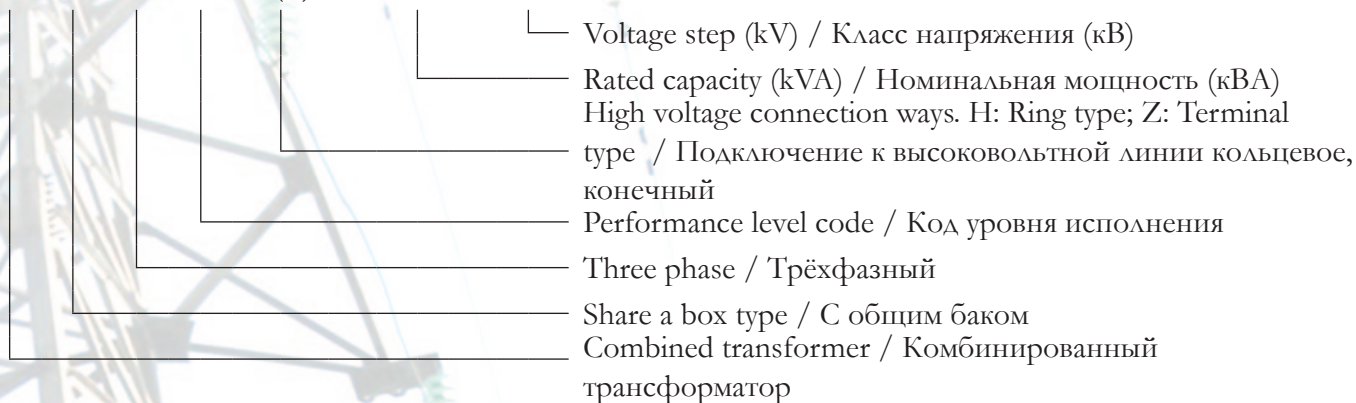 Voltage step (kV) / Класс напряжения (кВ)
Rated capacity (kVA) / Номинальная мощность (кВА)
High voltage connection ways. H: Ring type; Z: Terminal
type / Подключение к высоковольтной линии кольцевое,
конечный
Performance level code / Код уровня исполнения
Three phase / Трёхфазный
Share a box type / С общим баком
Combined transformer / Комбинированный
трансформатор